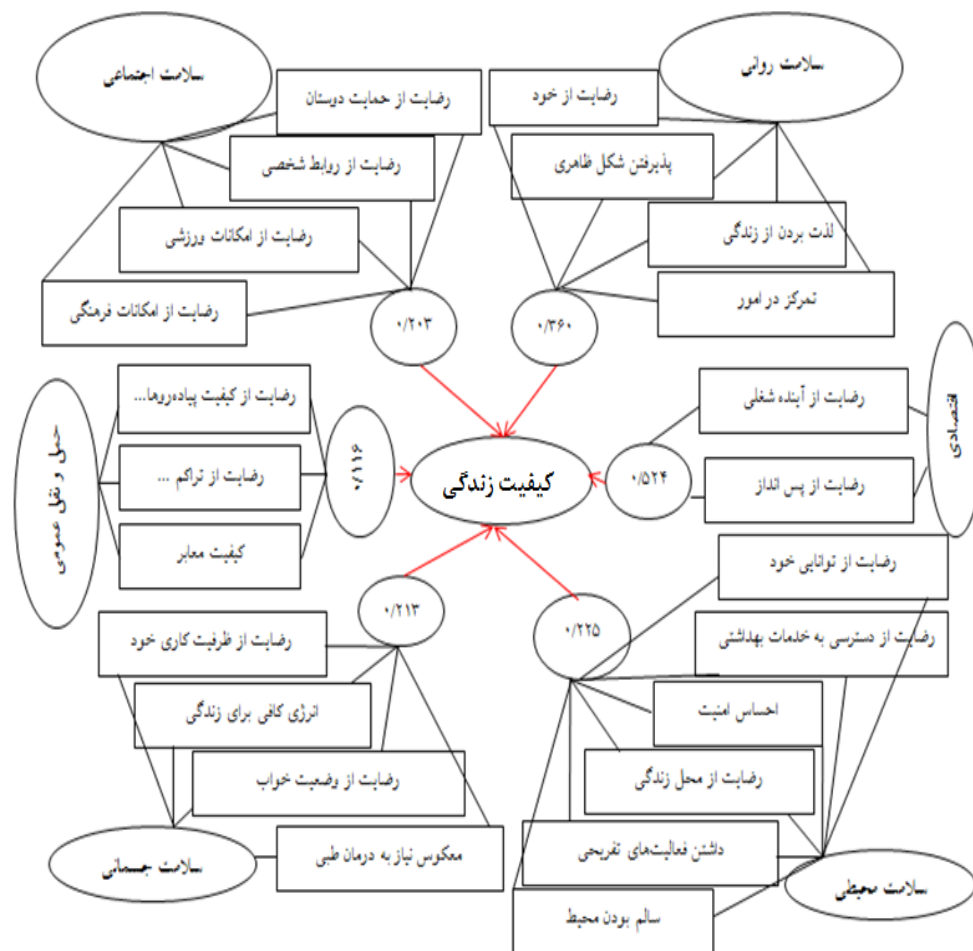 سلامت روانی
رضایت از خود
پذیرفتن شکل ظاهری
لذت بردن از زندگی
تمرکز در امور
۰/۳۶۰
سلامت اجتماعی
رضایت از حمایت دوستان
رضایت از روابط شخصی
رضایت از امکانات ورزشی
رضایت از امکانات فرهنگی
۰/۲۰۳
اقتصادی
رضایت از آینده شغلی
رضایت از پس انداز
۰/۵۲۴
کیفیت زندگی
۰/۱۱۶
رضایت از کیفیت پیاده‌روها...
رضایت از تراکم ...
کیفیت معابر
حمل و نقل عمومی
رضایت از توانایی خود
رضایت از دسترسی به خدمات بهداشتی
احساس امنیت
رضایت از محل زندگی
داشتن فعالیت‌های تفریحی
سالم بودن محیط
سلامت محیطی
۰/۲۲۵
۰/۲۱۳
رضایت از ظرفیت کاری خود
انرژی کافی برای زندگی
رضایت از وضعیت خواب
معکوس نیاز به درمان طبی
سلامت جسمانی